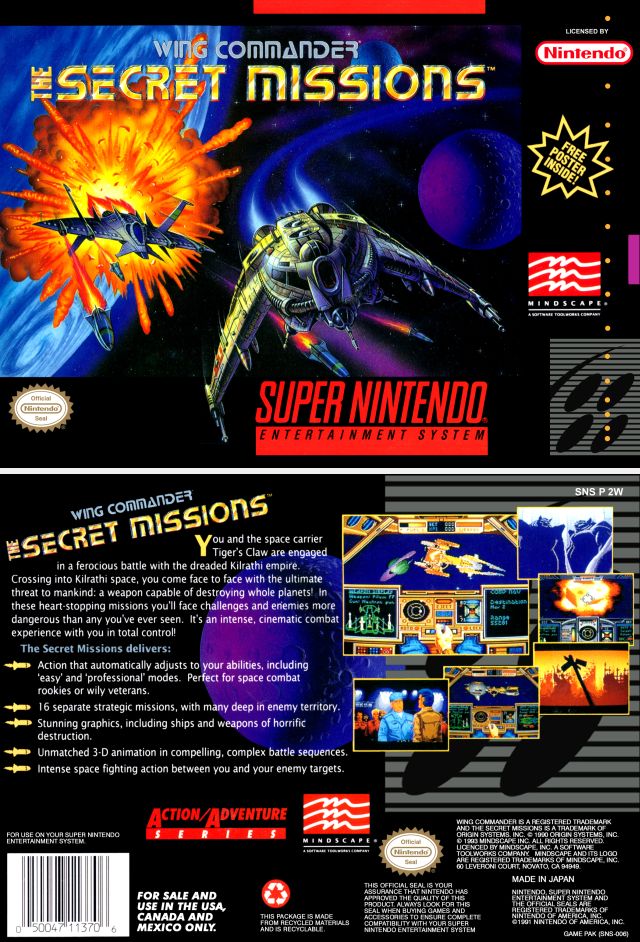 LICENSED BY
Nintendo®
WING COMMANDER®
THE SECRET MISSIONS™
FREE
POSTER
INSIDE!
MINDSCAPE®
A SOFTWARE TOOLWORKS COMPANY
Official
Nintendo
Seal
SUPER NINTENDO®
ENTERTAINMENT SYSTEM
SNS P 2W
WING COMMANDER
THE SECRET MISSIONS™
You and the space carrier
Tiger's Claw are engaged
in a ferocious battle with the dreaded Kilrathi empire.
Crossing into Kilrathi space, you come face to face with the ultimate
threat to mankind: a weapon capable of destroying whole planets! In
these heart-stopping missions you'll face challenges and enemies more
dangerous than any you've ever seen. It's an intense, cinematic combat
experience with you in total control!
The Secret Missions delivers:
Action that automatically adjusts to your abilities, including
'easy' and 'professional' modes. Perfect for space combat
rookies or wily veterans.
16 separate strategic missions, with many deep in enemy territory.
Stunning graphics, including ships and weapons of horrific
destruction.
Unmatched 3-D animation in compelling, complex battle sequences.
Intense space fighting action between you and your enemy targets.
ACTION/ADVENTURE
SERIES
MINDSCAPE®
A SOFTWARE TOOLWORKS COMPANY
FOR USE ON YOUR SUPER NINTENDO
ENTERTAINMENT SYSTEM.
0 50047 11370 6
FOR SALE AND
USE IN THE USA,
CANADA AND
MEXICO ONLY.
THIS PACKAGE IS MADE
FROM RECYCLED MATERIALS
AND IS RECYCLABLE.
Official
Nintendo
Seal
THIS OFFICIAL SEAL IS YOUR
ASSURANCE THAT NINTENDO HAS
APPROVED THE QUALITY OF THIS
PRODUCT. ALWAYS LOOK FOR THIS
SEAL WHEN BUYING GAMES AND
ACCESSORIES TO ENSURE COMPLETE
COMPATIBILITY WITH YOUR SUPER
NINTENDO ENTERTAINMENT SYSTEM
WING COMMANDER IS A REGISTERED TRADEMARK
AND THE SECRET MISSIONS IS A TRADEMARK OF
ORIGIN SYSTEMS, INC. © 1990 ORIGIN SYSTEMS, INC.
© 1993 MINDSCAPE INC. ALL RIGHTS RESERVED.
LICENCED BY MINDSCAPE, INC. A SOFTWARE
TOOLWORKS COMPANY. MINDSCAPE AND ITS LOGO
ARE REGISTERED TRADEMARKS OF MINDSCAPE, INC.
60 LEVERONI COURT, NOVATO, CA 94949.
MADE IN JAPAN
NINTENDO, SUPER NINTENDO
ENTERTAINMENT SYSTEM AND
THE OFFICIAL SEALS ARE
REGISTERED TRADEMARKS OF
NINTENDO OF AMERICA, INC.
©1991 NINTENDO OF AMERICA, INC.
GAME PAK (SNS-006)